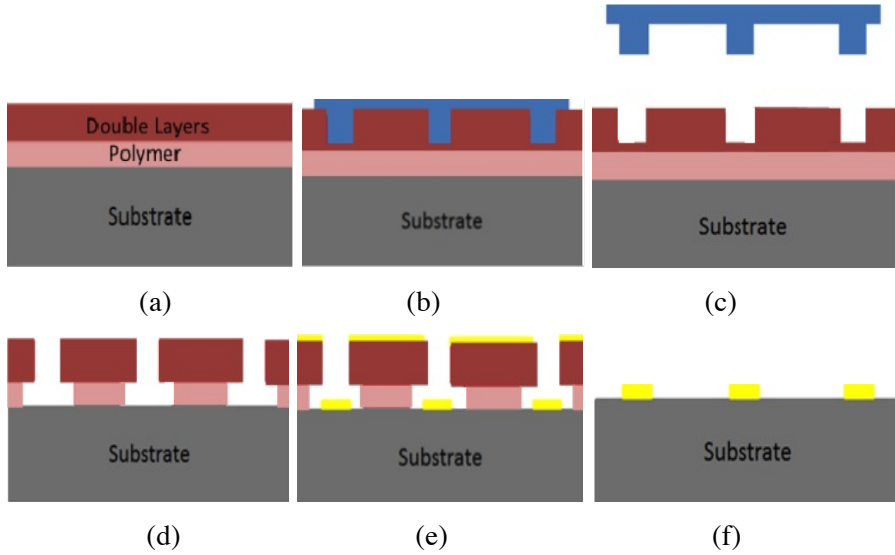 Double Layers
Polymer
Substrate
Substrate
Substrate
(a)
(b)
(c)
Substrate
Substrate
Substrate
(d)
(e)
(f)